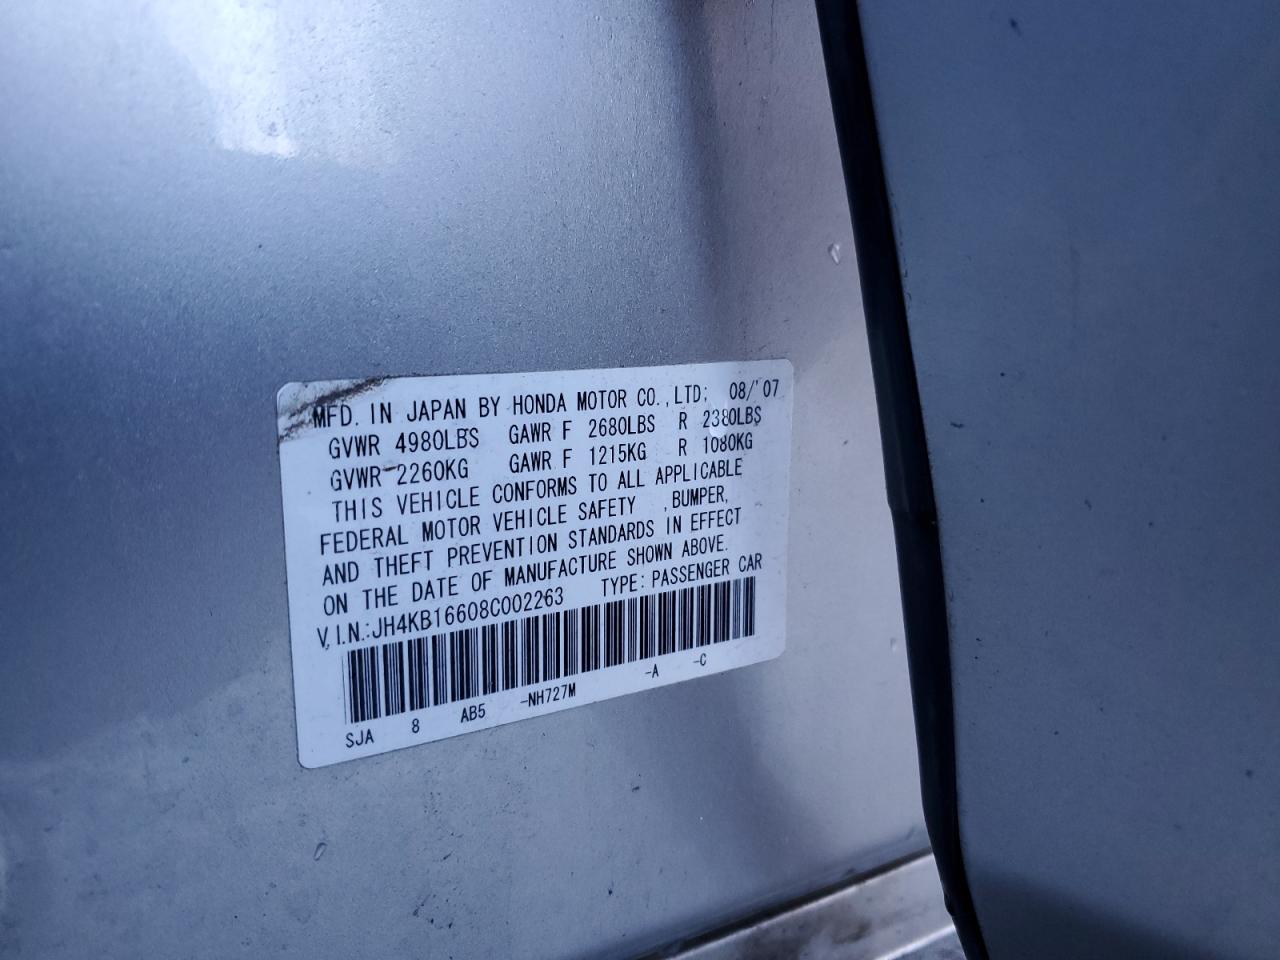 MFD. IN JAPAN BY HONDA MOTOR CO.,LTD: 08/'07
GVWR 4980LBS GAWR F 2680LBS R 2380LBS
GVWR 2260KG GAWR F 1215KG R 1080KG
THIS VEHICLE CONFORMS TO ALL APPLICABLE
FEDERAL MOTOR VEHICLE SAFETY ,BUMPER,
AND THEFT PREVENTION STANDARDS IN EFFECT
ON THE DATE OF MANUFACTURE SHOWN ABOVE.
V.I.N.:JH4KB16608C002263 TYPE:PASSENGER CAR
SJA 8 AB5 -NH727M -A -C